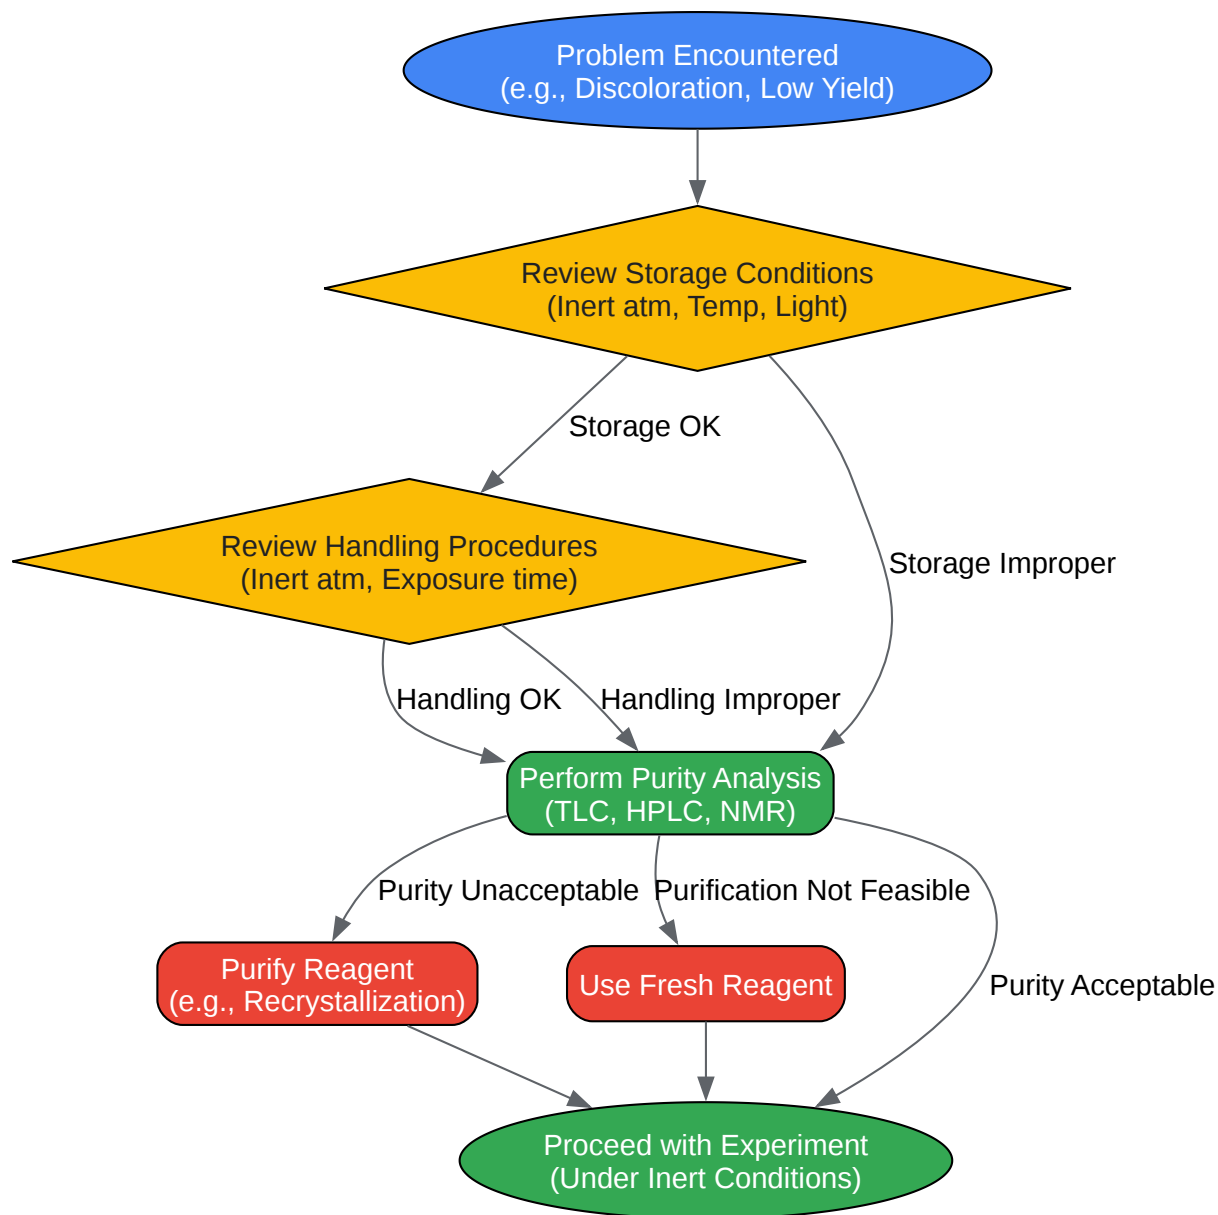 Problem Encountered
(e.g., Discoloration, Low Yield)
Review Storage Conditions
(Inert atm, Temp, Light)
Storage OK
Review Handling Procedures
(Inert atm, Exposure time)
Storage Improper
Handling OK
Handling Improper
Perform Purity Analysis
(TLC, HPLC, NMR)
Purity Unacceptable
Purification Not Feasible
Purify Reagent
(e.g., Recrystallization)
Use Fresh Reagent
Purity Acceptable
Proceed with Experiment
(Under Inert Conditions)